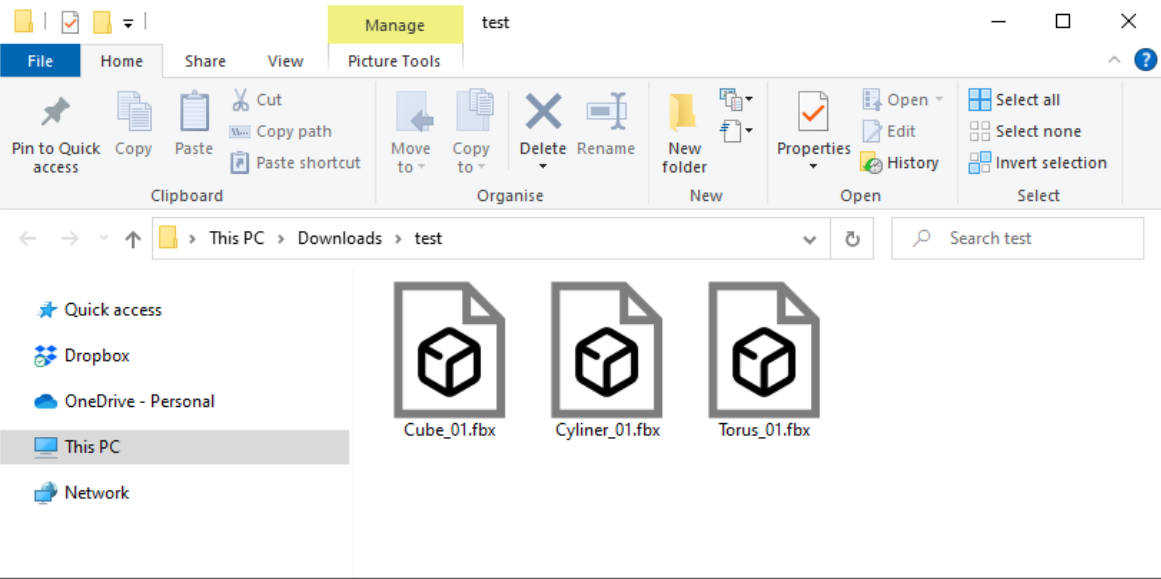 Manage
test
File
Home
Share
View
Picture Tools
?
Pin to Quick
access
Copy
Paste
Cut
Copy path
Paste shortcut
Clipboard
Move
to
Copy
to
Delete
Rename
Organise
New
folder
New
Properties
Open
Edit
History
Open
Select all
Select none
Invert selection
Select
This PC
Downloads
test
Search test
Quick access
Dropbox
OneDrive - Personal
This PC
Network
Cube_01.fbx
Cyliner_01.fbx
Torus_01.fbx